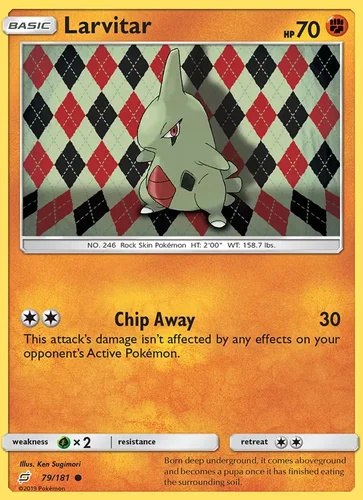 BASIC Larvitar HP 70
NO. 246 Rock Skin Pokémon HT: 2'00" WT: 158.7 lbs.
Chip Away 30
This attack's damage isn't affected by any effects on your
opponent's Active Pokémon.
weakness × 2 resistance retreat
Illus. Ken Sugimori
79/181
©2019 Pokémon
Born deep underground, it comes aboveground
and becomes a pupa once it has finished eating
the surrounding soil.